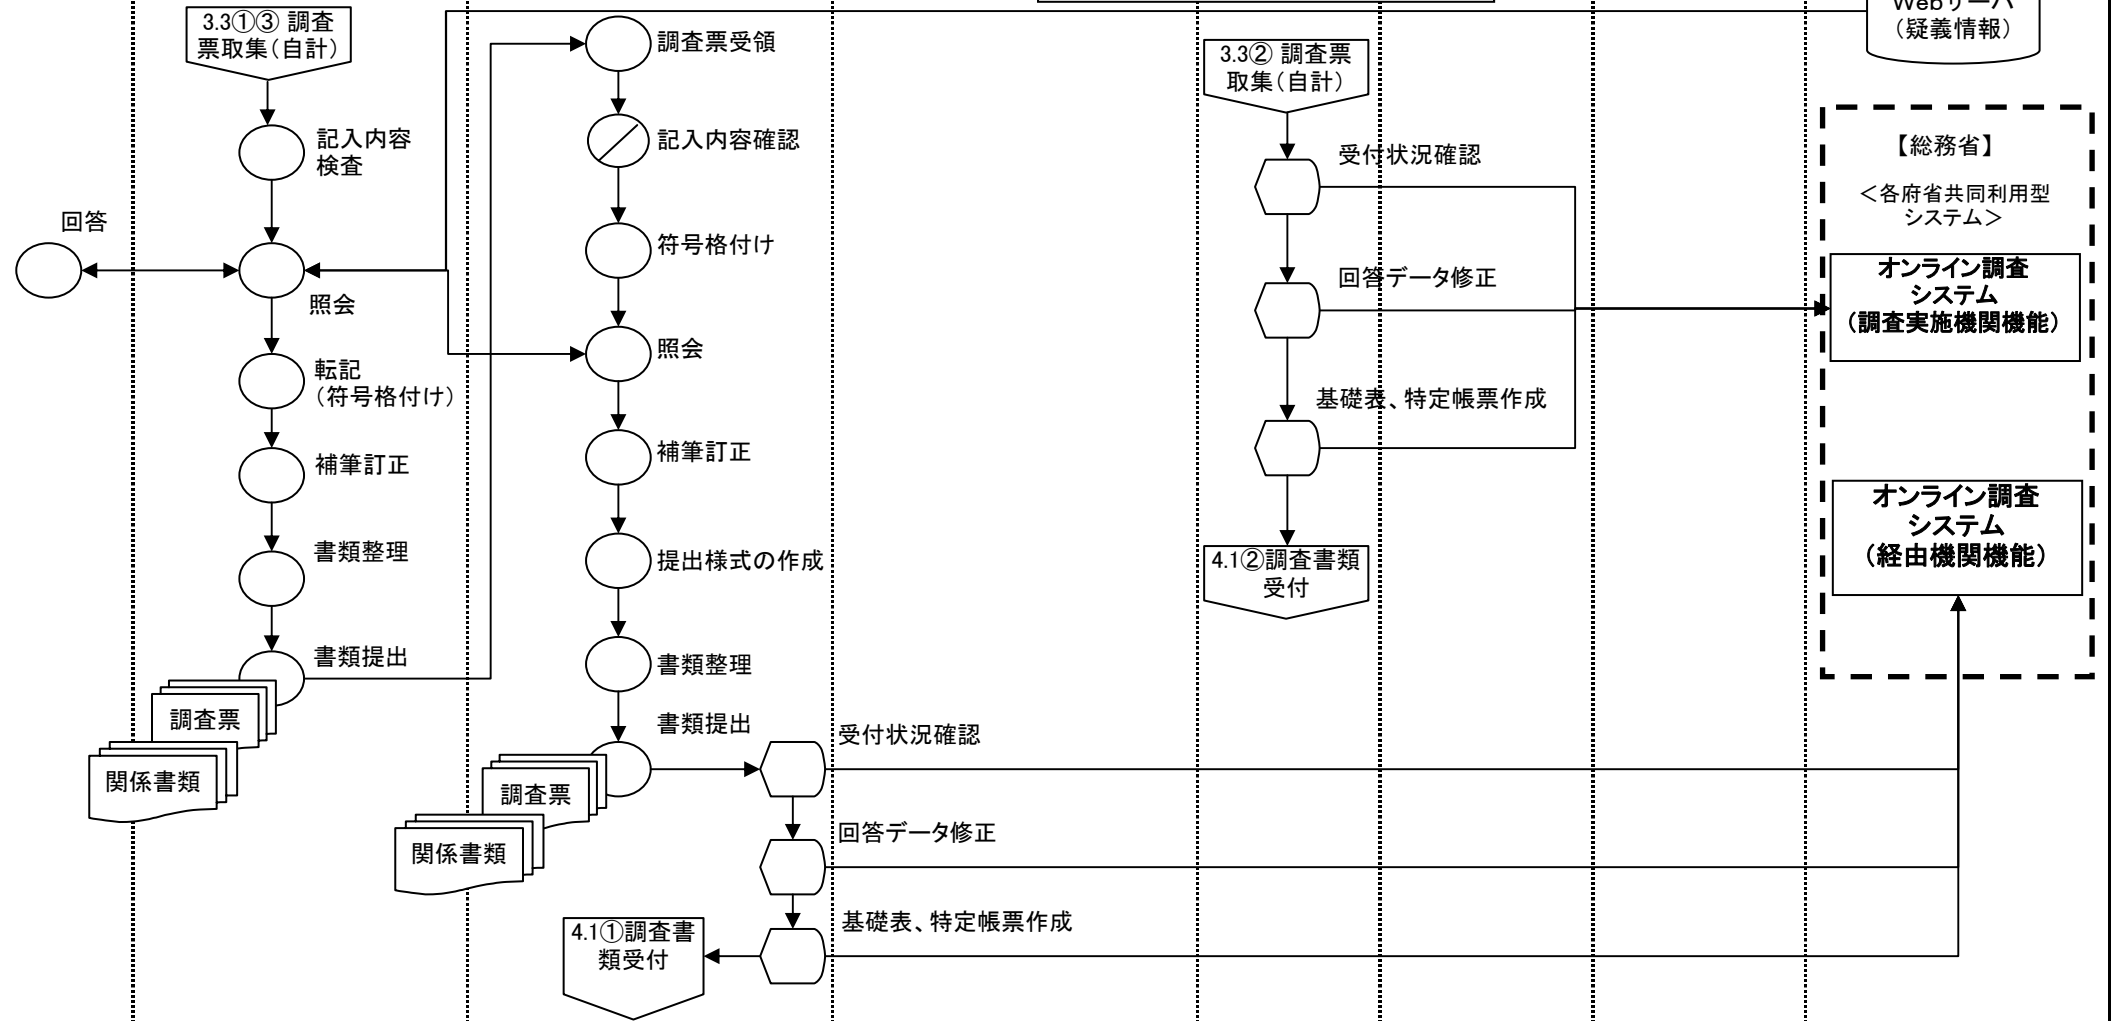 3.3①③ 調査
票取集（自計）
記入内容
検査
回答
照会
転記
（符号格付け）
補筆訂正
書類整理
書類提出
調査票
関係書類
調査票受領
記入内容確認
符号格付け
照会
補筆訂正
提出様式の作成
書類整理
書類提出
調査票
関係書類
受付状況確認
回答データ修正
基礎表、特定帳票作成
4.1①調査書
類受付
3.3② 調査票
取集（自計）
受付状況確認
回答データ修正
基礎表、特定帳票作成
4.1②調査書類
受付
Webサーバ
（疑義情報）
【総務省】
＜各府省共同利用型
システム＞
オンライン調査
システム
（調査実施機関機能）
オンライン調査
システム
（経由機関機能）